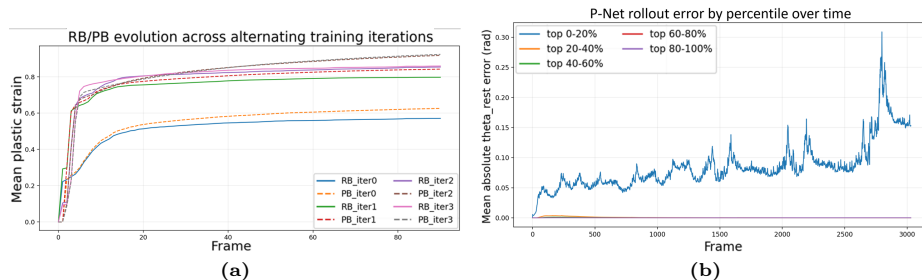 RB/PB evolution across alternating training iterations
Mean plastic strain
0.8
0.6
0.4
0.2
0.0
0
20
40
60
80
Frame
RB_iter0
PB_iter0
RB_iter1
PB_iter1
RB_iter2
PB_iter2
RB_iter3
PB_iter3
(a)
P-Net rollout error by percentile over time
Mean absolute theta_rest error (rad)
0.30
0.25
0.20
0.15
0.10
0.05
0.00
0
500
1000
1500
2000
2500
3000
Frame
top 0-20%
top 20-40%
top 40-60%
top 60-80%
top 80-100%
(b)